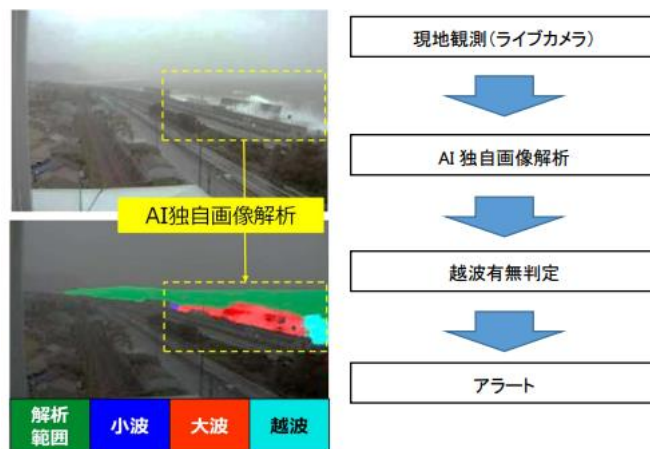 現地観測(ライブカメラ)
AI 独自画像解析
越波有無判定
アラート
AI独自画像解析
解析
範囲
小波
大波
越波